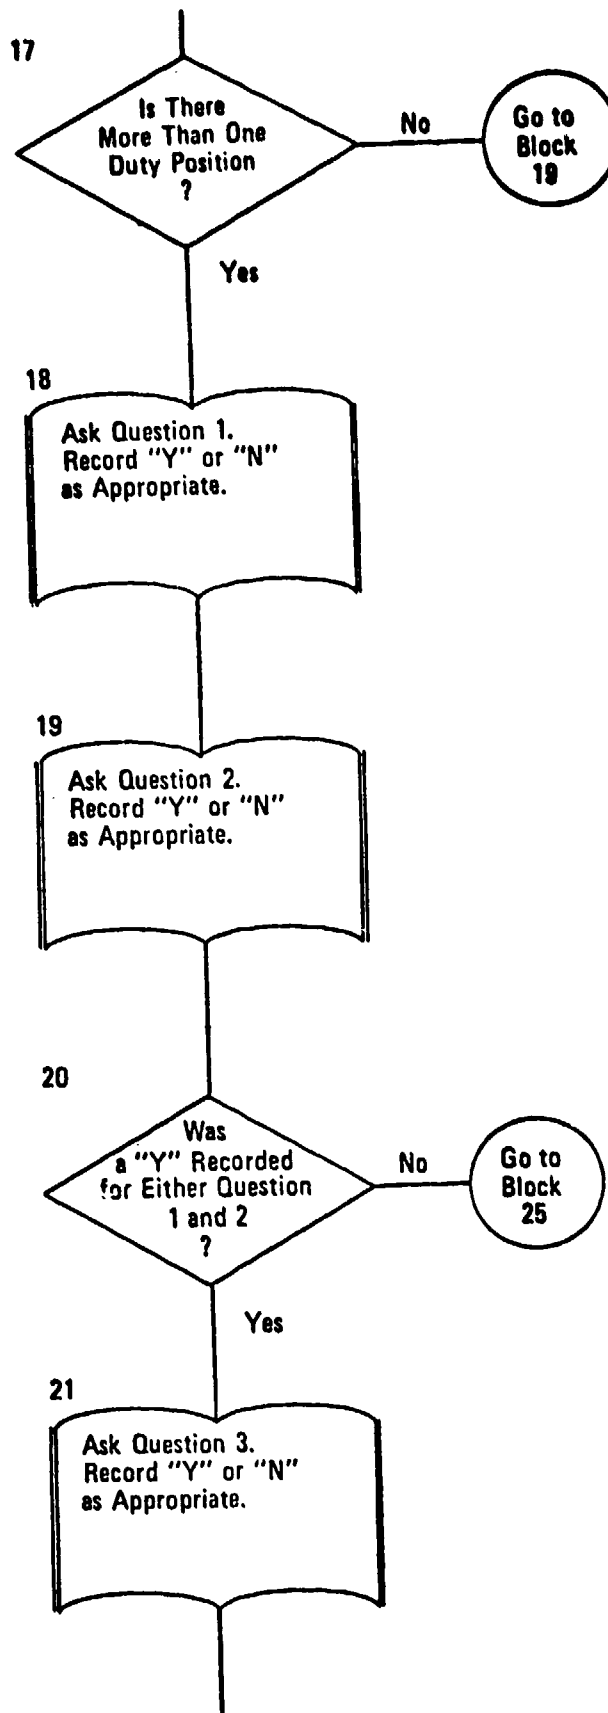 17
Is There
More Than One
Duty Position
?
No
Go to
Block
19
Yes
18
Ask Question 1.
Record "Y" or "N"
as Appropriate.
19
Ask Question 2.
Record "Y" or "N"
as Appropriate.
20
Was
a "Y" Recorded
for Either Question
1 and 2
?
No
Go to
Block
25
Yes
21
Ask Question 3.
Record "Y" or "N"
as Appropriate.